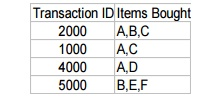 Transaction ID Items Bought
2000 A,B,C
1000 A,C
4000 A,D
5000 B,E,F